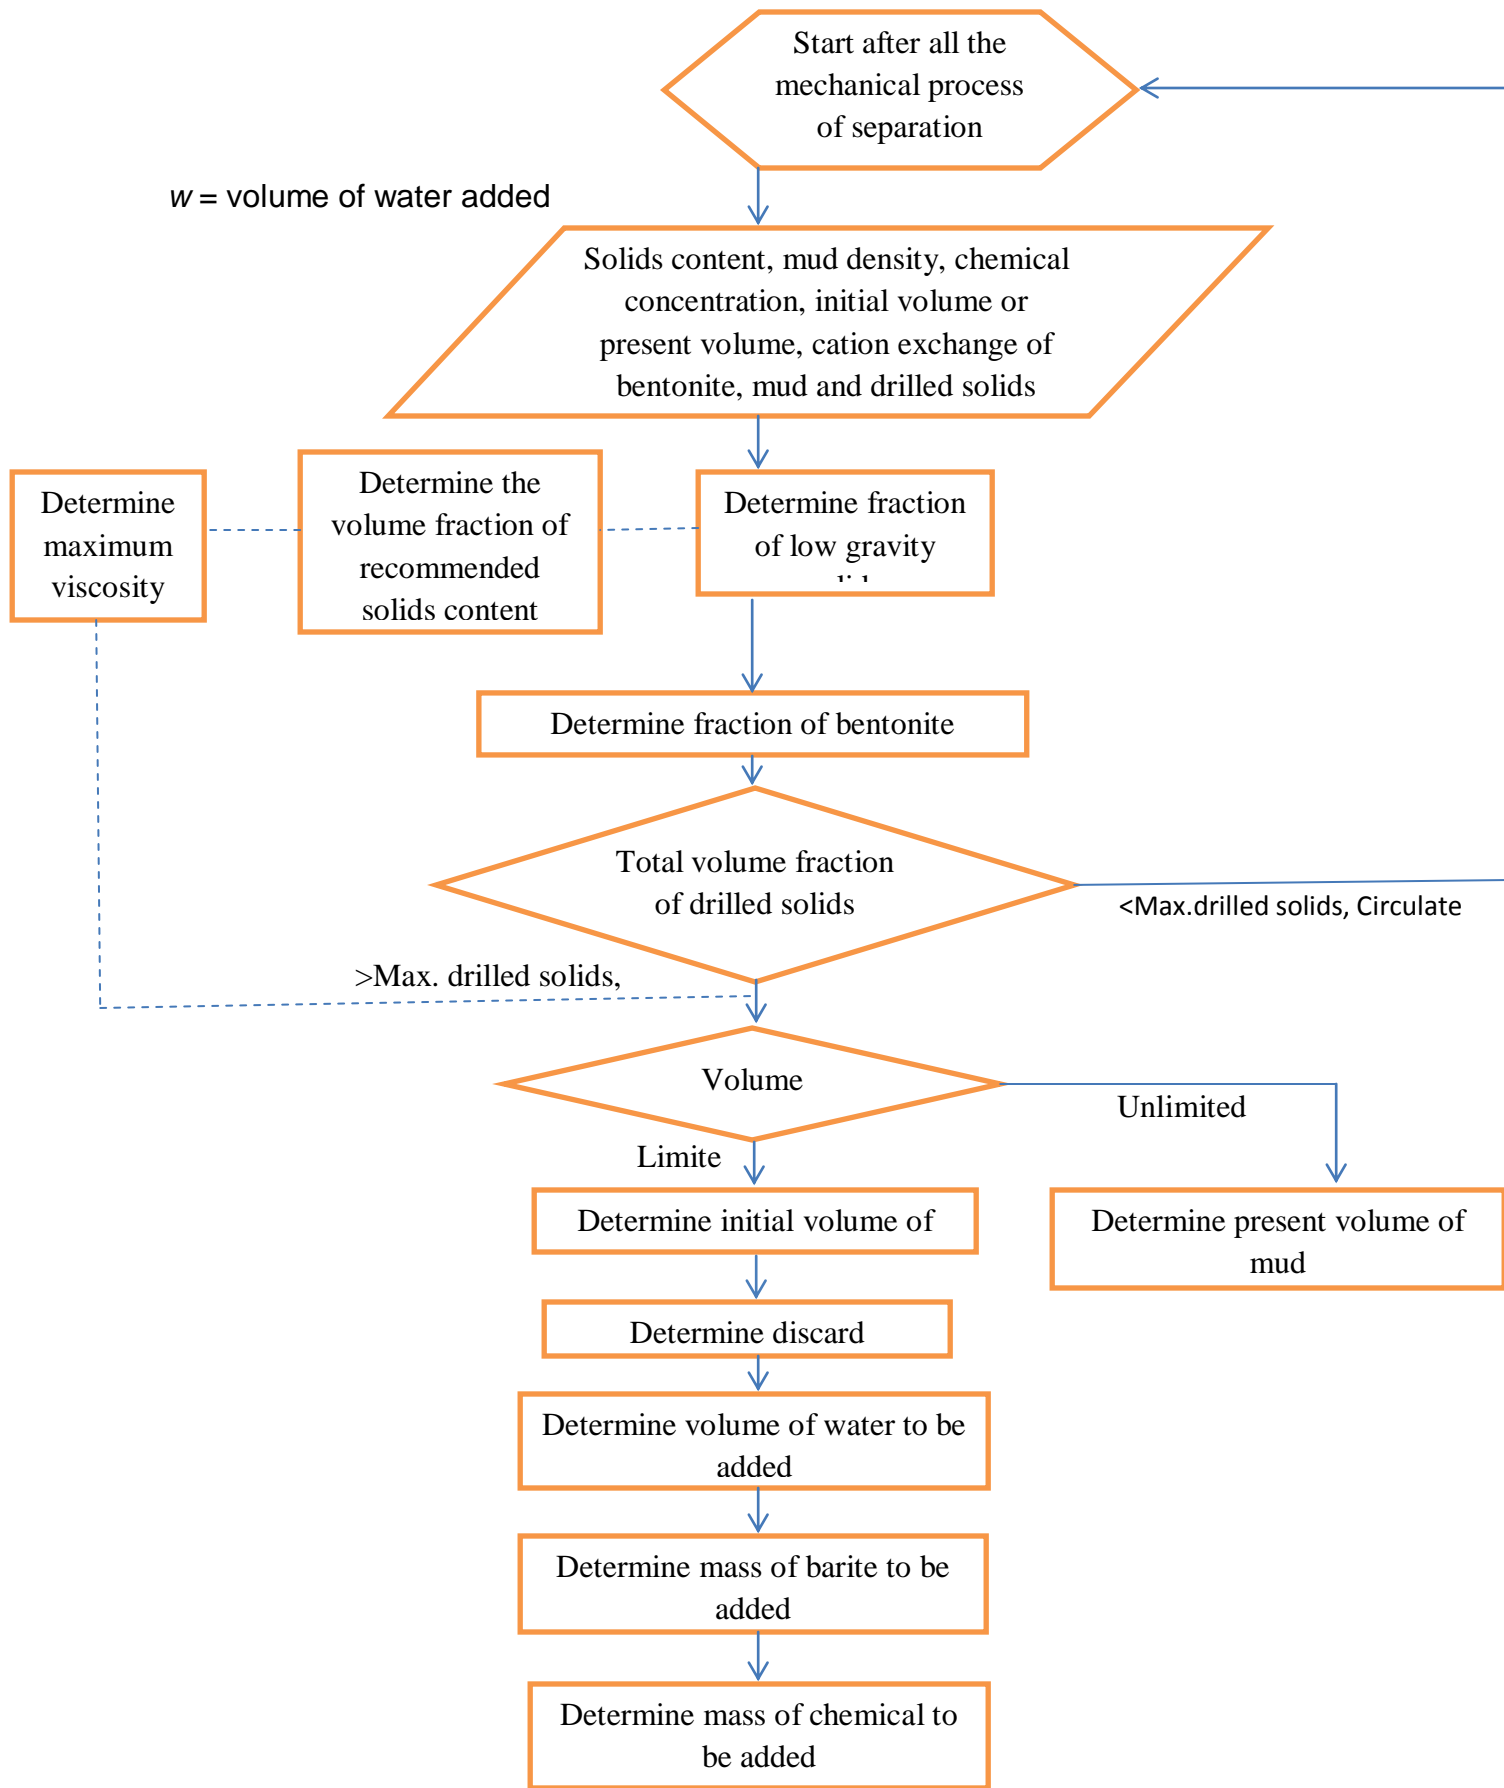 Start after all the
mechanical process
of separation
w = volume of water added
Solids content, mud density, chemical
concentration, initial volume or
present volume, cation exchange of
bentonite, mud and drilled solids
Determine
maximum
viscosity
Determine the
volume fraction of
recommended
solids content
Determine fraction
of low gravity
Determine fraction of bentonite
Total volume fraction
of drilled solids
<Max.drilled solids, Circulate
>Max. drilled solids,
Volume
Unlimited
Limite
Determine initial volume of
Determine present volume of
mud
Determine discard
Determine volume of water to be
added
Determine mass of barite to be
added
Determine mass of chemical to
be added